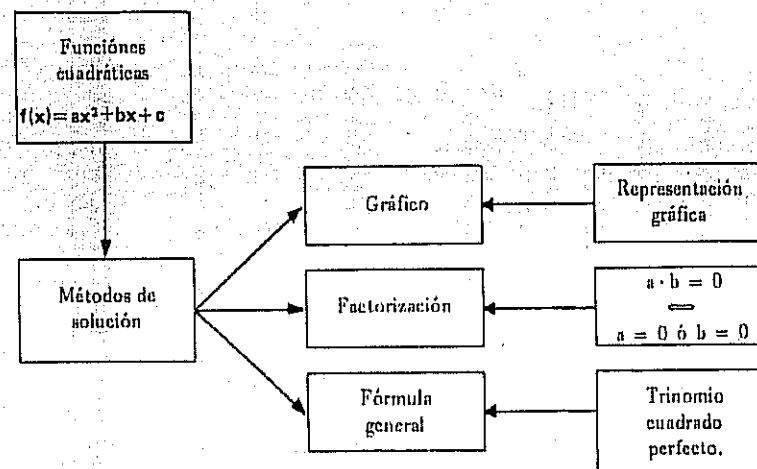 Funciónes
cuadráticas
f(x)=ax²+bx+c
Métodos de
solución
Gráfico
Representación
gráfica
Factorización
a · b = 0
⟺
a = 0 ó b = 0
Fórmula
general
Trinomio
cuadrado
perfecto.